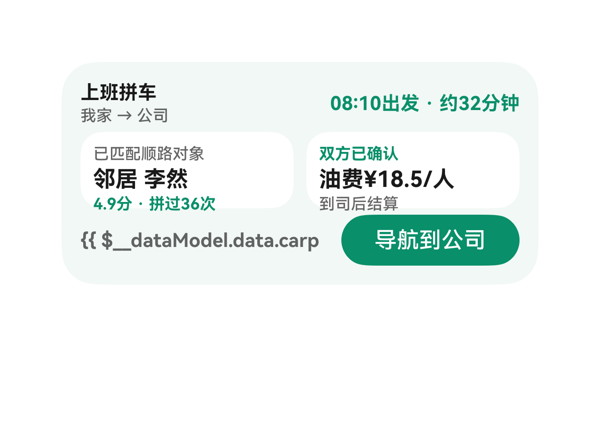 上班拼车
我家 → 公司
08:10出发 · 约32分钟
已匹配顺路对象
邻居 李然
4.9分 · 拼过36次
双方已确认
油费¥18.5/人
到司后结算
{{ $__dataModel.data.carp
导航到公司